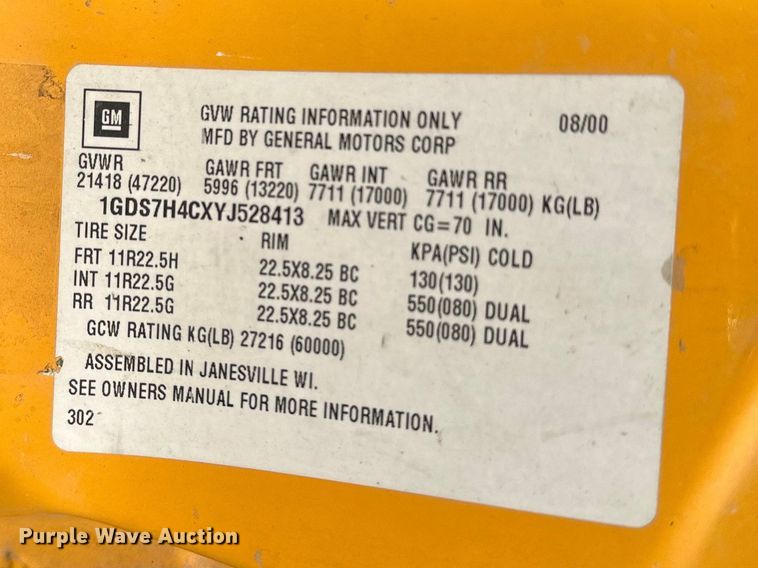 GM
GVW RATING INFORMATION ONLY 08/00
MFD BY GENERAL MOTORS CORP
GVWR GAWR FRT GAWR INT GAWR RR
21418 (47220) 5996 (13220) 7711 (17000) 7711 (17000) KG(LB)
1GDS7H4CXYJ528413 MAX VERT CG=70 IN.
TIRE SIZE RIM KPA(PSI) COLD
FRT 11R22.5H 22.5X8.25 BC 130(130)
INT 11R22.5G 22.5X8.25 BC 550(080) DUAL
RR 11R22.5G 22.5X8.25 BC 550(080) DUAL
GCW RATING KG(LB) 27216 (60000)
ASSEMBLED IN JANESVILLE WI.
SEE OWNERS MANUAL FOR MORE INFORMATION.
302
Purple Wave Auction